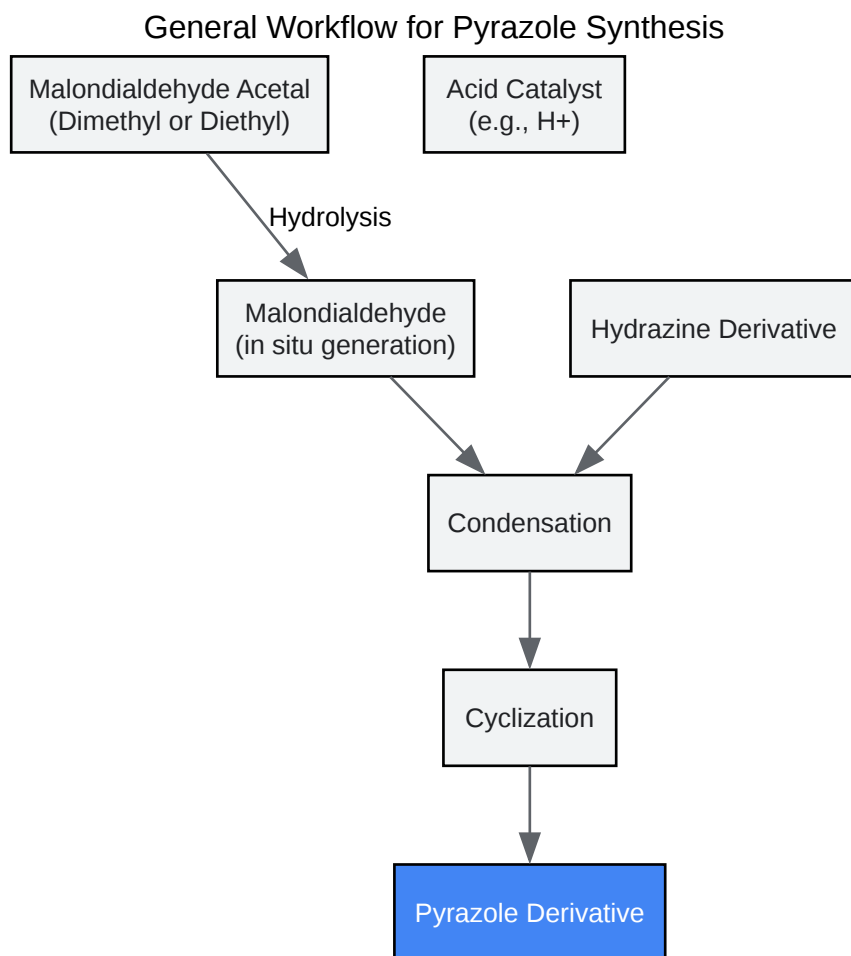 General Workflow for Pyrazole Synthesis
Malondialdehyde Acetal
(Dimethyl or Diethyl)
Acid Catalyst
(e.g., H+)
Hydrolysis
Malondialdehyde
(in situ generation)
Hydrazine Derivative
Condensation
Cyclization
Pyrazole Derivative